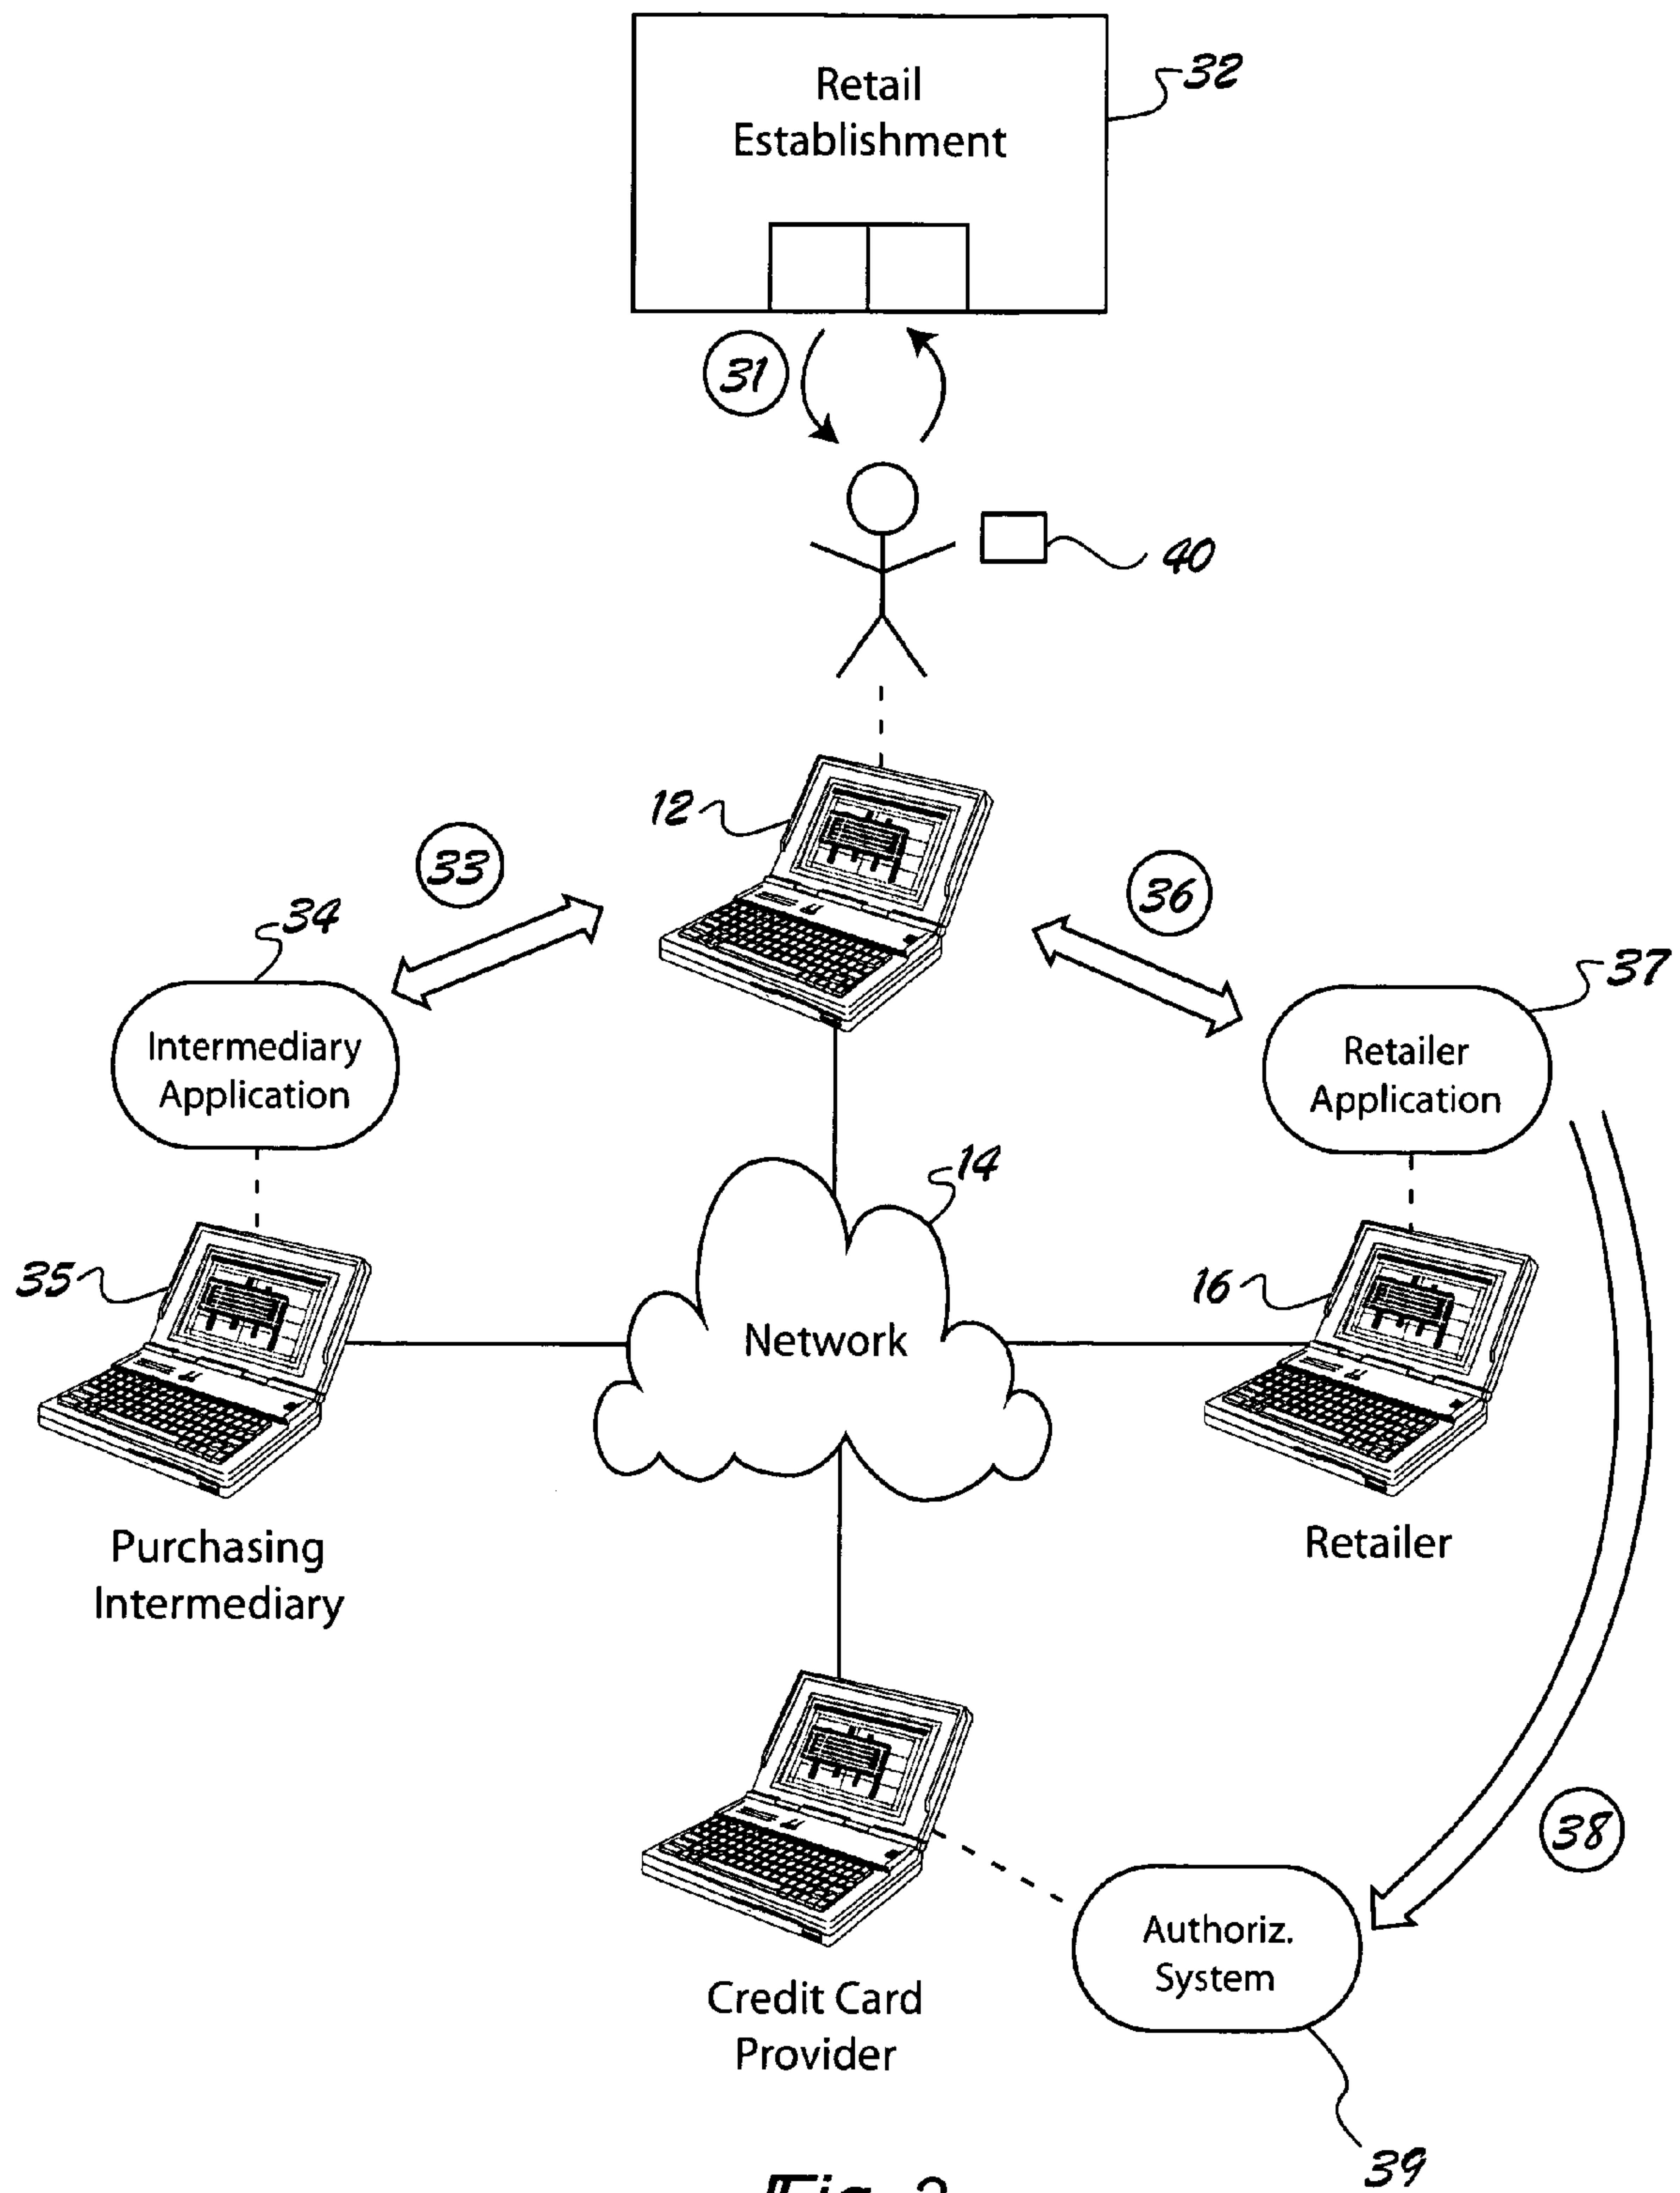 Retail
Establishment
32
31
40
12
33
36
34
37
Intermediary
Application
Retailer
Application
14
35
16
Network
Purchasing
Intermediary
Retailer
38
Authoriz.
System
Credit Card
Provider
39